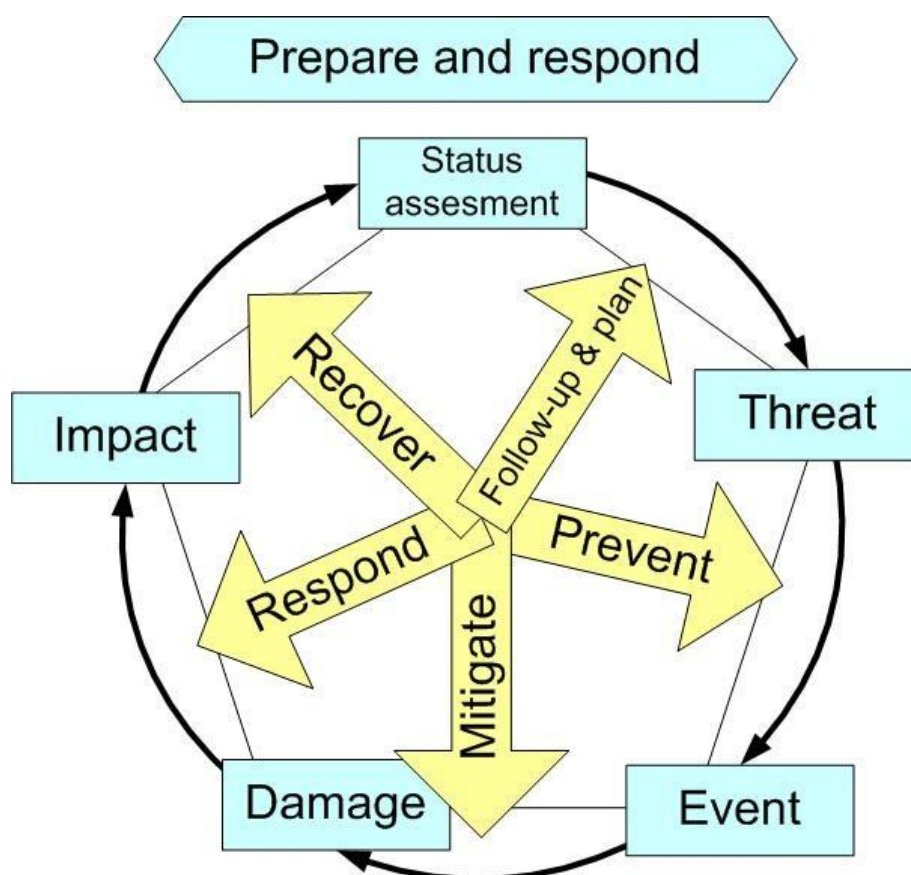 Prepare and respond
Status
assesment
Threat
Event
Damage
Impact
Follow-up & plan
Prevent
Mitigate
Respond
Recover